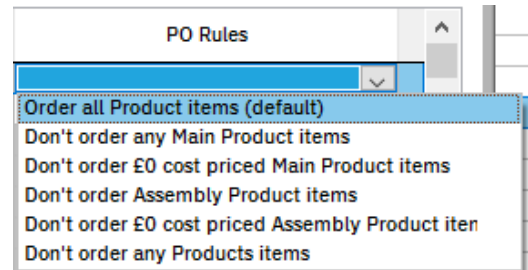 PO Rules
Order all Product items (default)
Don't order any Main Product items
Don't order £0 cost priced Main Product items
Don't order Assembly Product items
Don't order £0 cost priced Assembly Product iten
Don't order any Products items